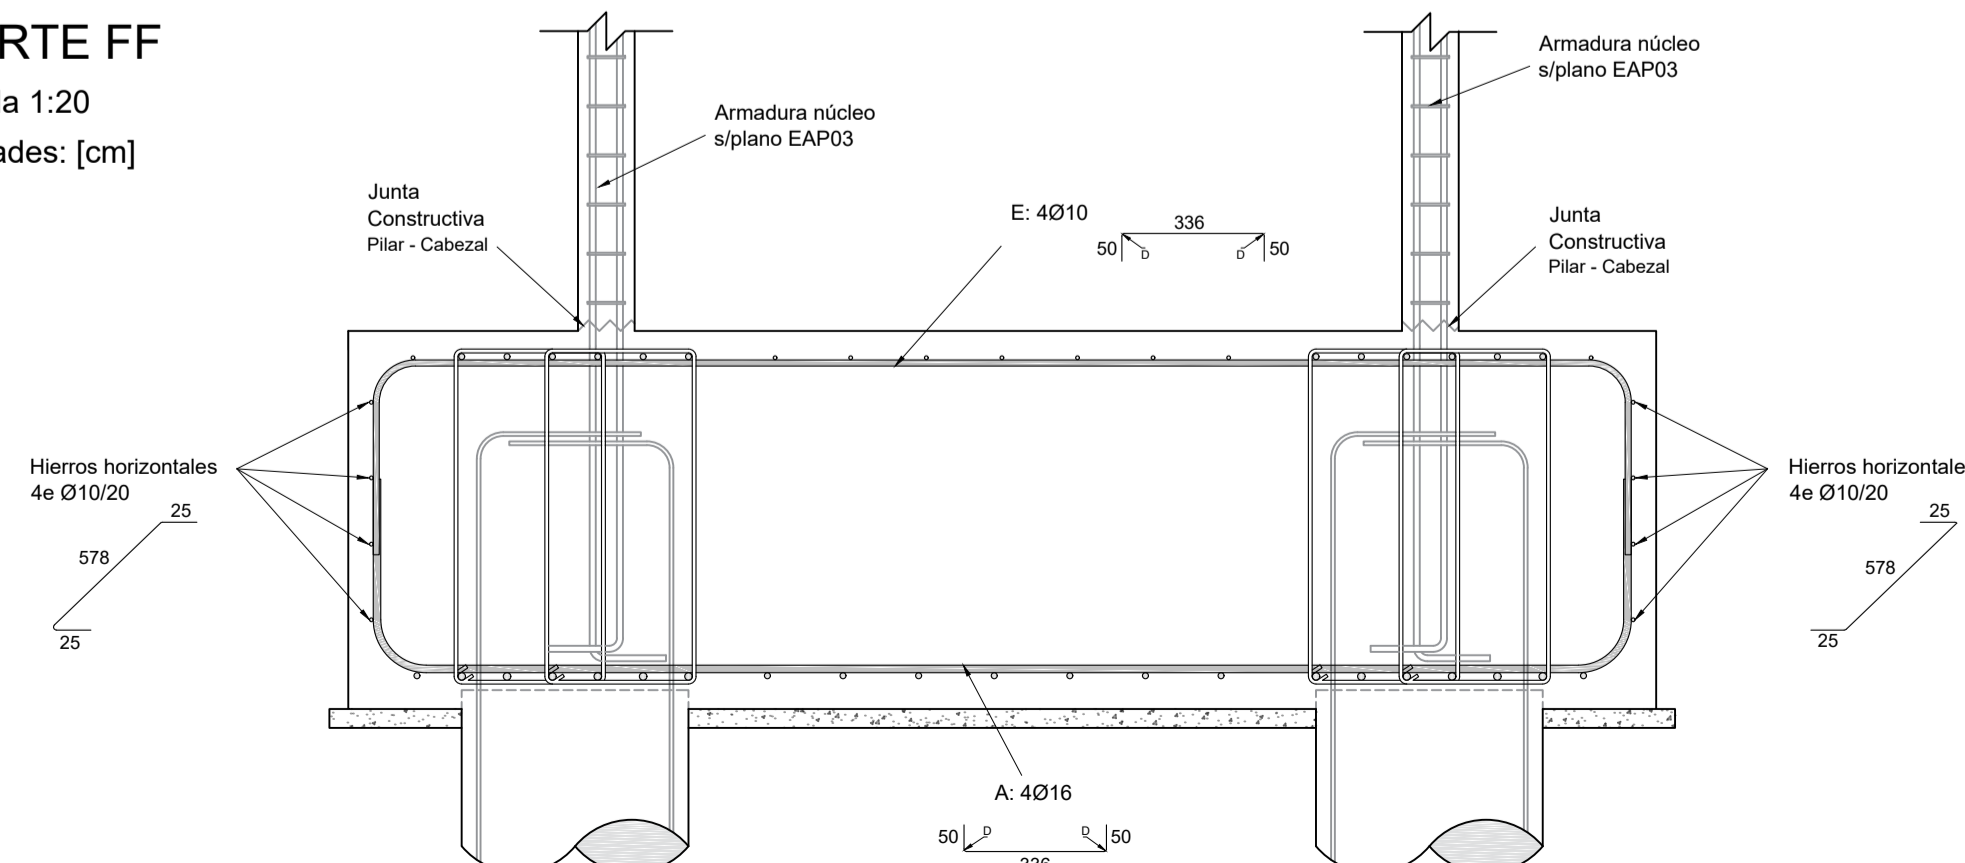 RTE FF
la 1:20
ades: [cm]
Armadura núcleo
s/plano EAP03
Armadura núcleo
s/plano EAP03
Junta
Constructiva
Pilar - Cabezal
E: 4Ø10
336
50
D
D
50
Junta
Constructiva
Pilar - Cabezal
Hierros horizontales
4e Ø10/20
25
578
25
Hierros horizontale
4e Ø10/20
25
578
25
A: 4Ø16
50
D
D
50
336